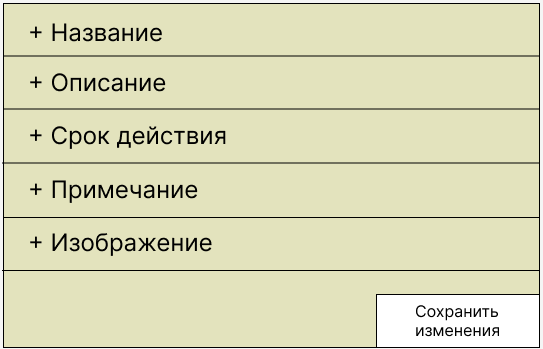 + Название
+ Описание
+ Срок действия
+ Примечание
+ Изображение
Сохранить
изменения